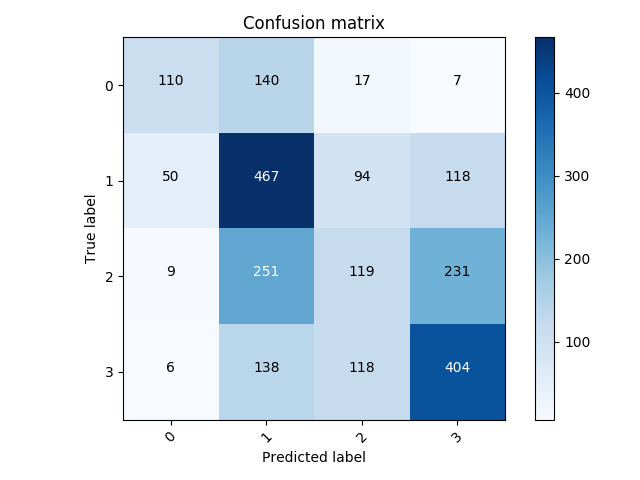 Confusion matrix
0 110 140 17 7
1 50 467 94 118
2 9 251 119 231
3 6 138 118 404
0 1 2 3
True label
Predicted label
400
300
200
100